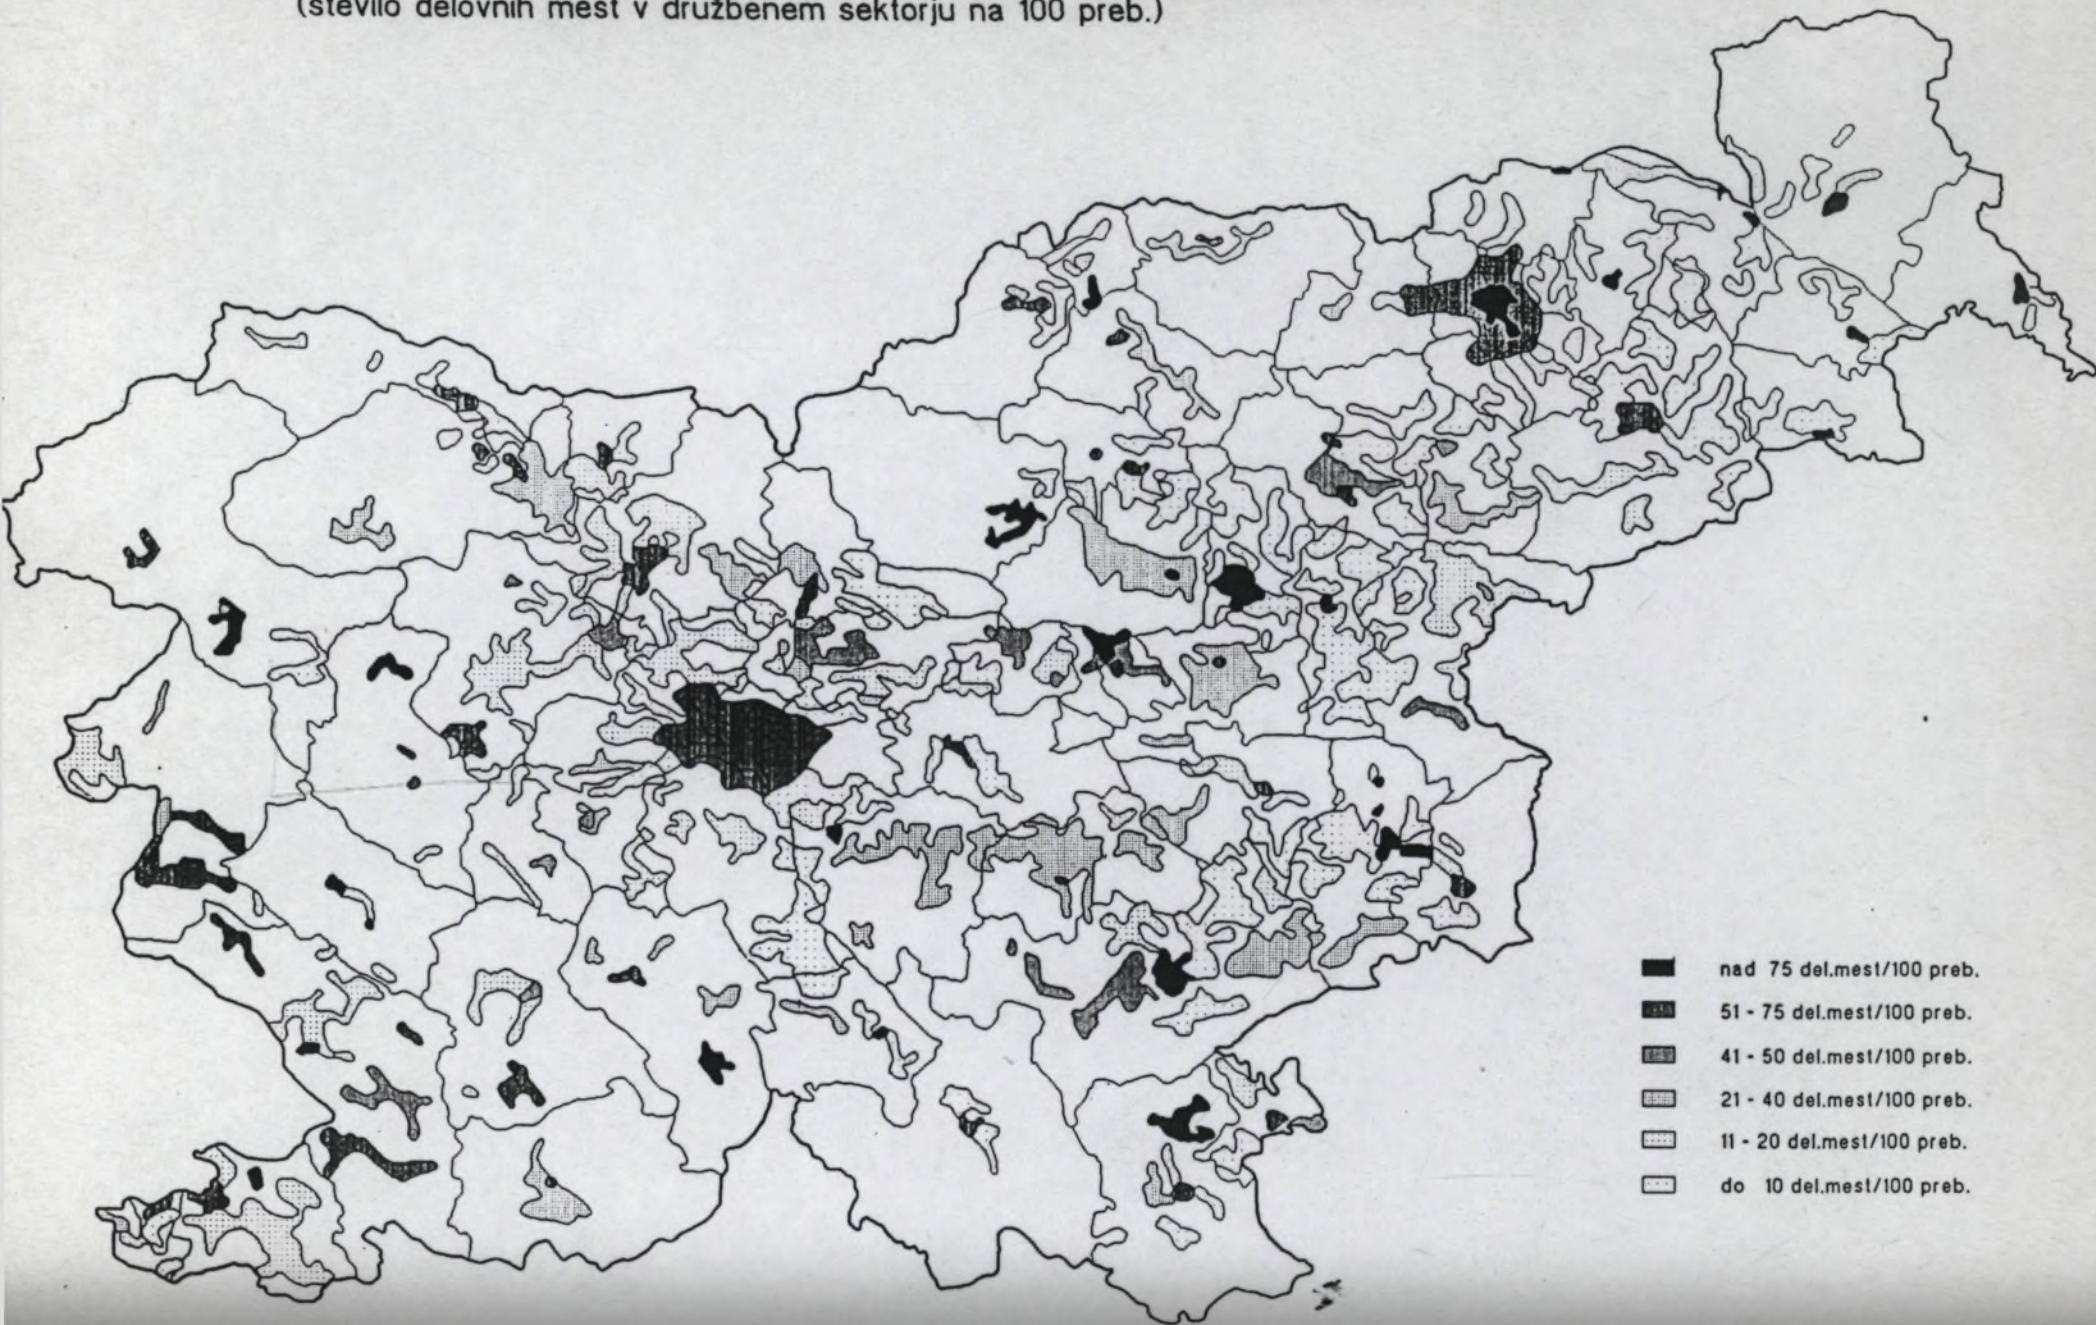 (število delovnih mest v družbenem sektorju na 100 preb.)
nad 75 del.mest/100 preb.
51 - 75 del.mest/100 preb.
41 - 50 del.mest/100 preb.
21 - 40 del.mest/100 preb.
11 - 20 del.mest/100 preb.
do 10 del.mest/100 preb.